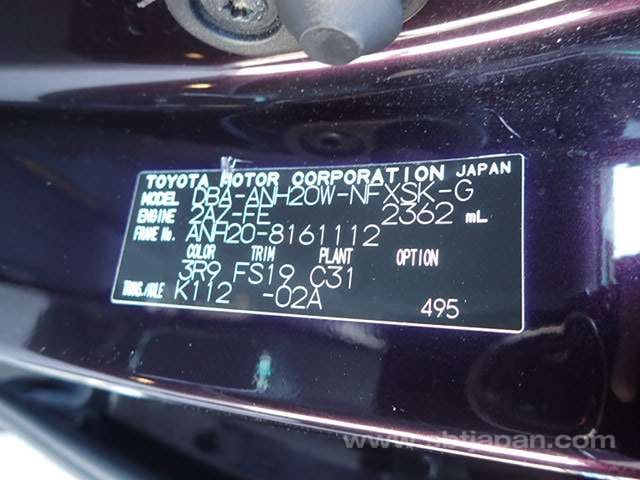 TOYOTA MOTOR CORPORATION JAPAN
MODEL DBA-ANH20W-NFXSK-G
ENGINE 2AZ-FE 2362 mL
FRAME No. ANH20-8161112
COLOR TRIM PLANT OPTION
3R9 FS19 C31
TRANS./AXLE K112 -02A
495
www.pbtjapan.com